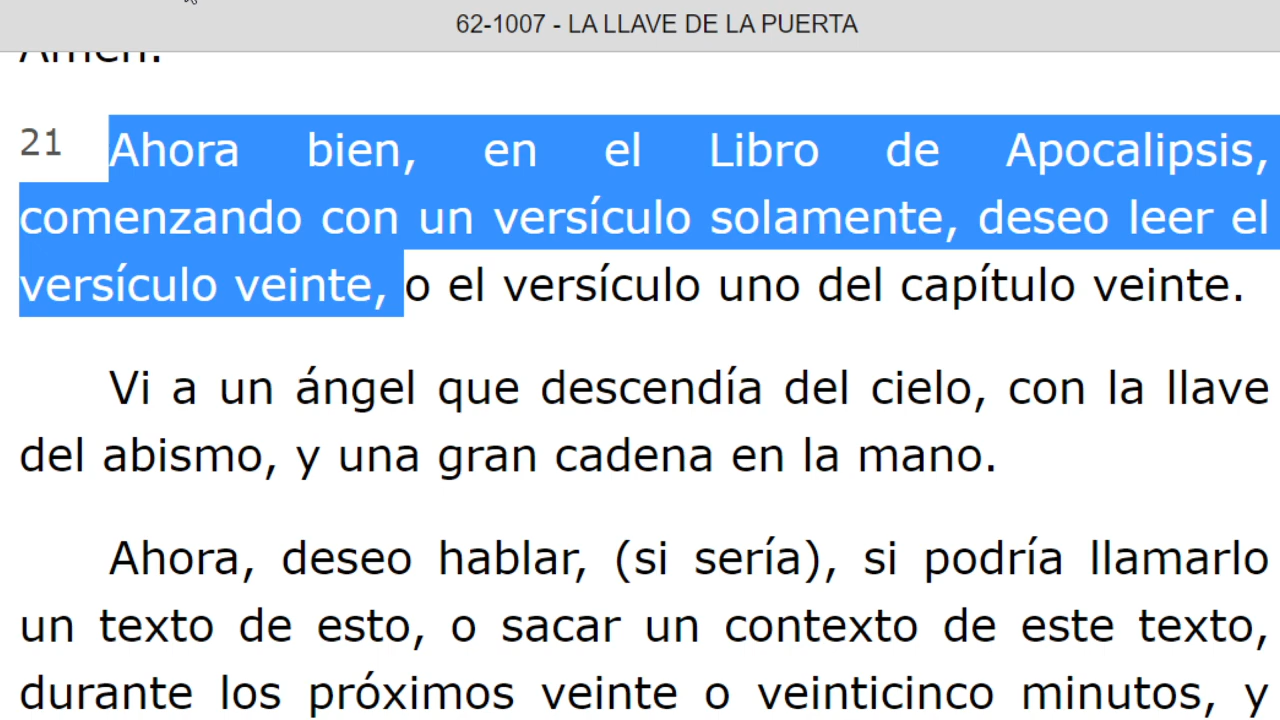 62-1007 - LA LLAVE DE LA PUERTA
Amén.
21 Ahora bien, en el Libro de Apocalipsis,
comenzando con un versículo solamente, deseo leer el
versículo veinte, o el versículo uno del capítulo veinte.
Vi a un ángel que descendía del cielo, con la llave
del abismo, y una gran cadena en la mano.
Ahora, deseo hablar, (si sería), si podría llamarlo
un texto de esto, o sacar un contexto de este texto,
durante los próximos veinte o veinticinco minutos, y